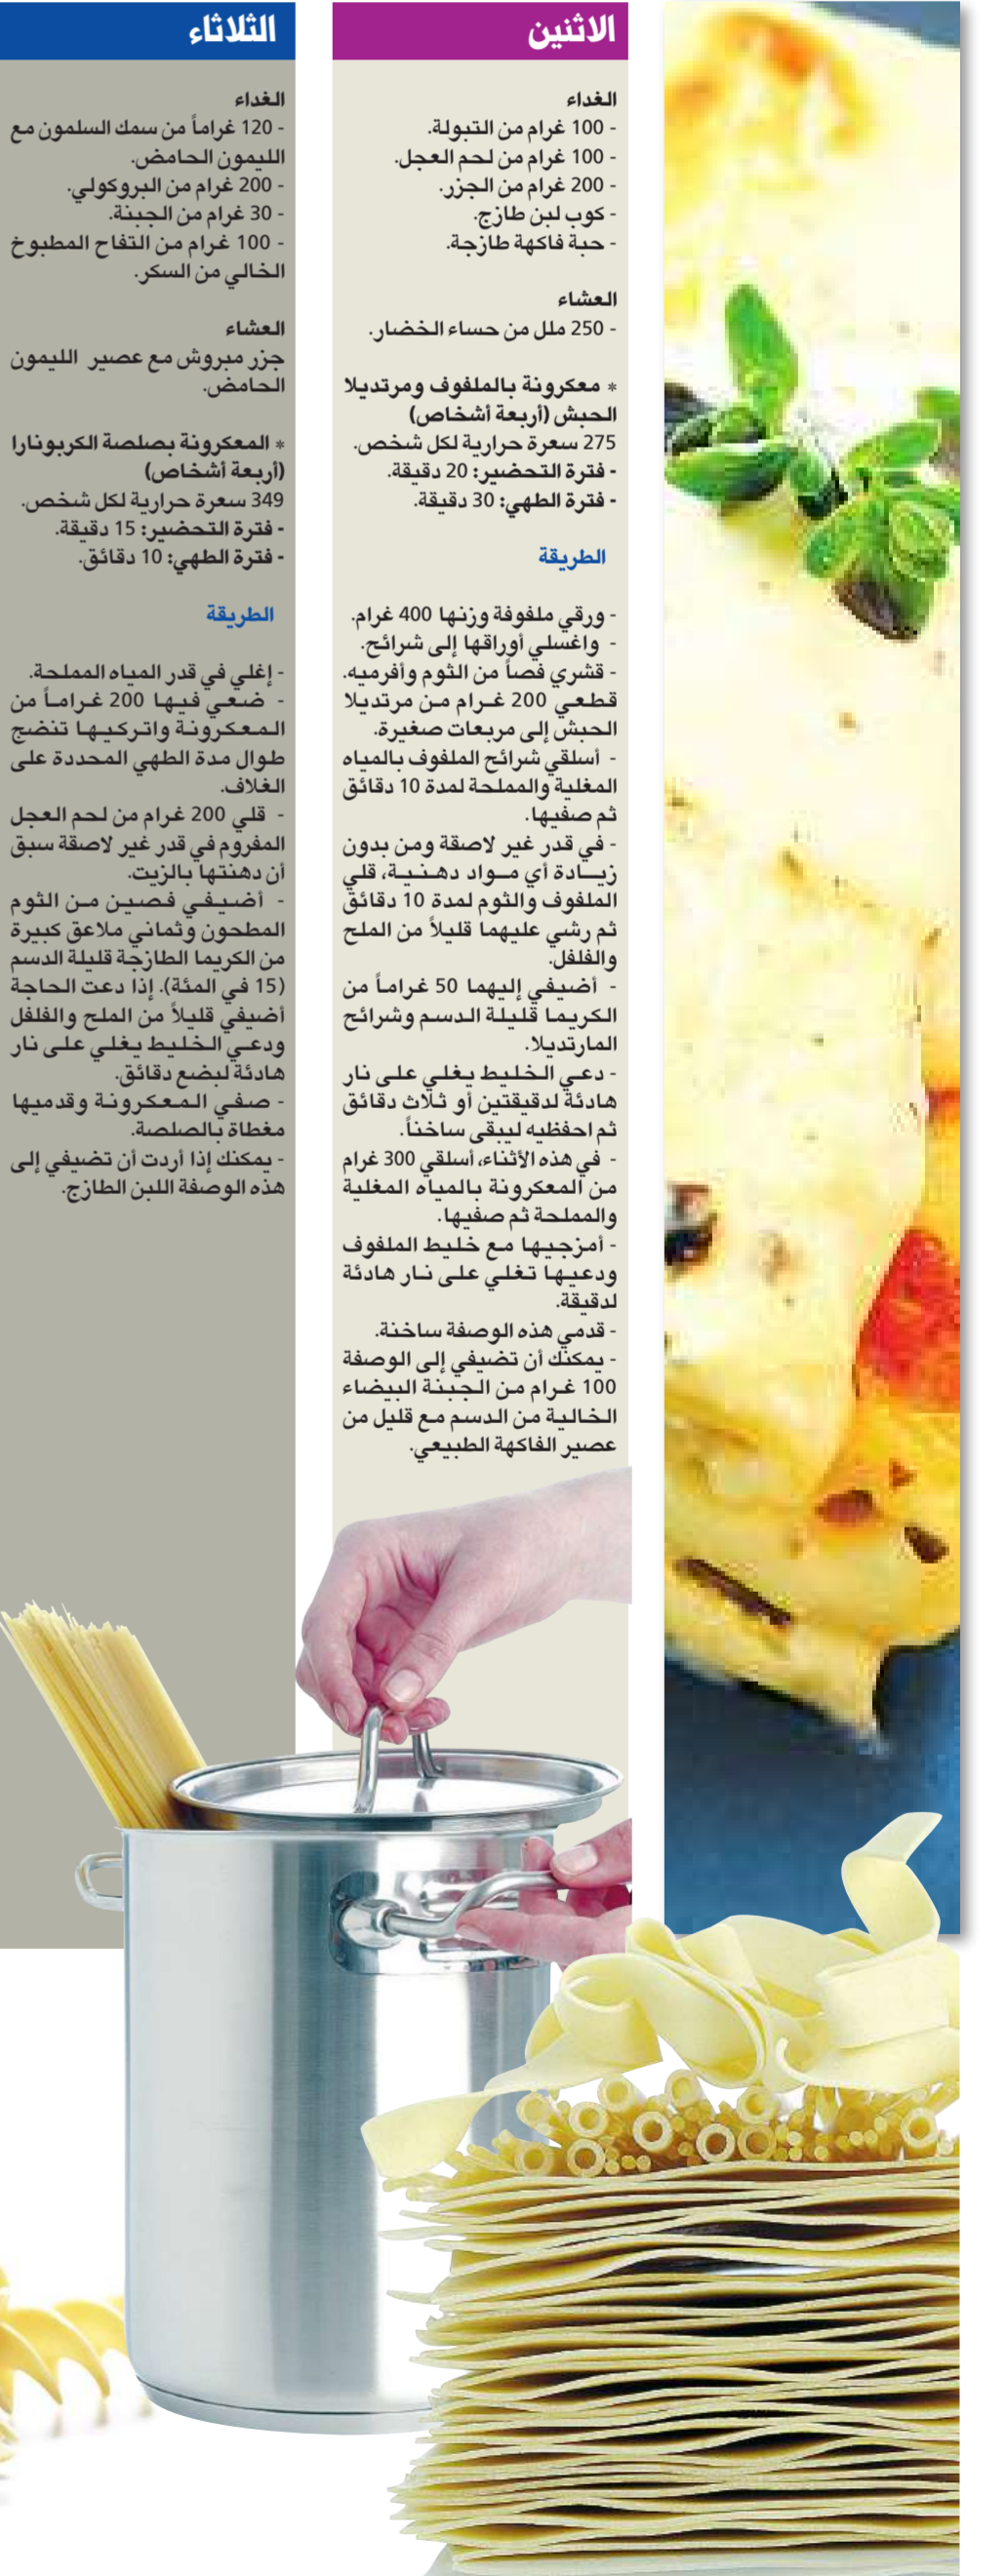 الاثنين
الغداء
- 100 غرام من التبولة.
- 100 غرام من لحم العجل.
- 200 غرام من الجزر.
- كوب لبن طازج.
- حبة فاكهة طازجة.
العشاء
- 250 ملل من حساء الخضار.
* معكرونة بالملفوف ومرتديلا
الحبش (أربعة أشخاص)
275 سعرة حرارية لكل شخص.
- فترة التحضير: 20 دقيقة.
- فترة الطهي: 30 دقيقة.
الطريقة
- ورقي ملفوفة وزنها 400 غرام.
- واغسلي أوراقها إلى شرائح.
- قشري فصاً من الثوم وأفرميه.
قطعي 200 غرام من مرتديلا
الحبش إلى مربعات صغيرة.
- أسلقي شرائح الملفوف بالمياه
المغلية والمملحة لمدة 10 دقائق
ثم صفيها.
- في قدر غير لاصقة ومن بدون
زيادة أي مواد دهنية، قلي
الملفوف والثوم لمدة 10 دقائق
ثم رشي عليهما قليلاً من الملح
والفلفل.
- أضيفي إليهما 50 غراماً من
الكريما قليلة الدسم وشرائح
المارتديلا.
- دعي الخليط يغلي على نار
هادئة لدقيقتين أو ثلاث دقائق
ثم احفظيه ليبقى ساخناً.
- في هذه الأثناء، أسلقي 300 غرام
من المعكرونة بالمياه المغلية
والمملحة ثم صفيها.
- أمزجيها مع خليط الملفوف
ودعيها تغلي على نار هادئة
لدقيقة.
- قدمي هذه الوصفة ساخنة.
- يمكنك أن تضيفي إلى الوصفة
100 غرام من الجبنة البيضاء
الخالية من الدسم مع قليل من
عصير الفاكهة الطبيعي.
الثلاثاء
الغداء
- 120 غراماً من سمك السلمون مع
الليمون الحامض.
- 200 غرام من البروكولي.
- 30 غرام من الجبنة.
- 100 غرام من التفاح المطبوخ
الخالي من السكر.
العشاء
جزر مبروش مع عصير الليمون
الحامض.
* المعكرونة بصلصة الكربونارا
(أربعة أشخاص)
349 سعرة حرارية لكل شخص.
- فترة التحضير: 15 دقيقة.
- فترة الطهي: 10 دقائق.
الطريقة
- إغلي في قدر المياه المملحة.
- ضعي فيها 200 غراماً من
المعكرونة واتركيها تنضج
طوال مدة الطهي المحددة على
الغلاف.
- قلي 200 غرام من لحم العجل
المفروم في قدر غير لاصقة سبق
أن دهنتها بالزيت.
- أضيفي فصين من الثوم
المطحون وثماني ملاعق كبيرة
من الكريما الطازجة قليلة الدسم
(15 في المئة). إذا دعت الحاجة
أضيفي قليلاً من الملح والفلفل
ودعي الخليط يغلي على نار
هادئة لبضع دقائق.
- صفي المعكرونة وقدميها
مغطاة بالصلصة.
- يمكنك إذا أردت أن تضيفي إلى
هذه الوصفة اللبن الطازج.